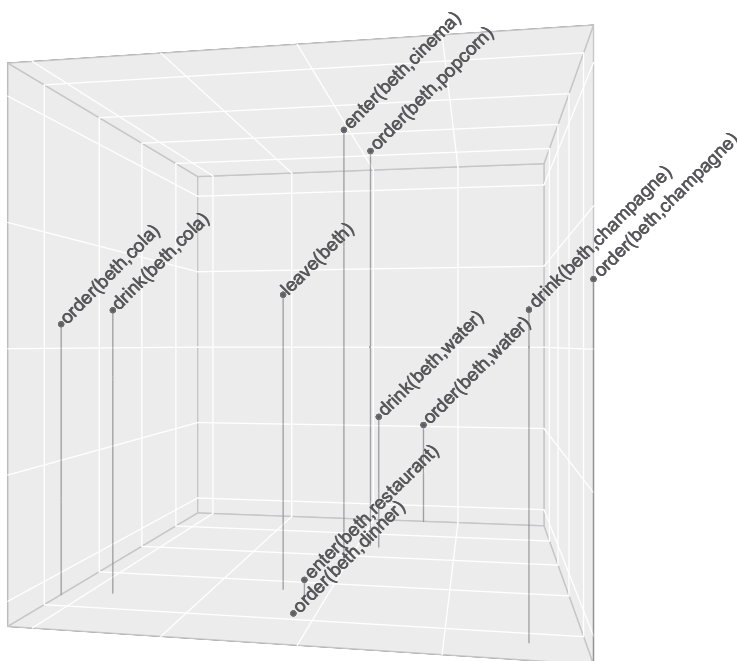 enter(beth,cinema)
order(beth,popcorn)
order(beth,cola)
drink(beth,cola)
leave(beth)
drink(beth,champagne)
order(beth,champagne)
drink(beth,water)
order(beth,water)
enter(beth,restaurant)
order(beth,dinner)